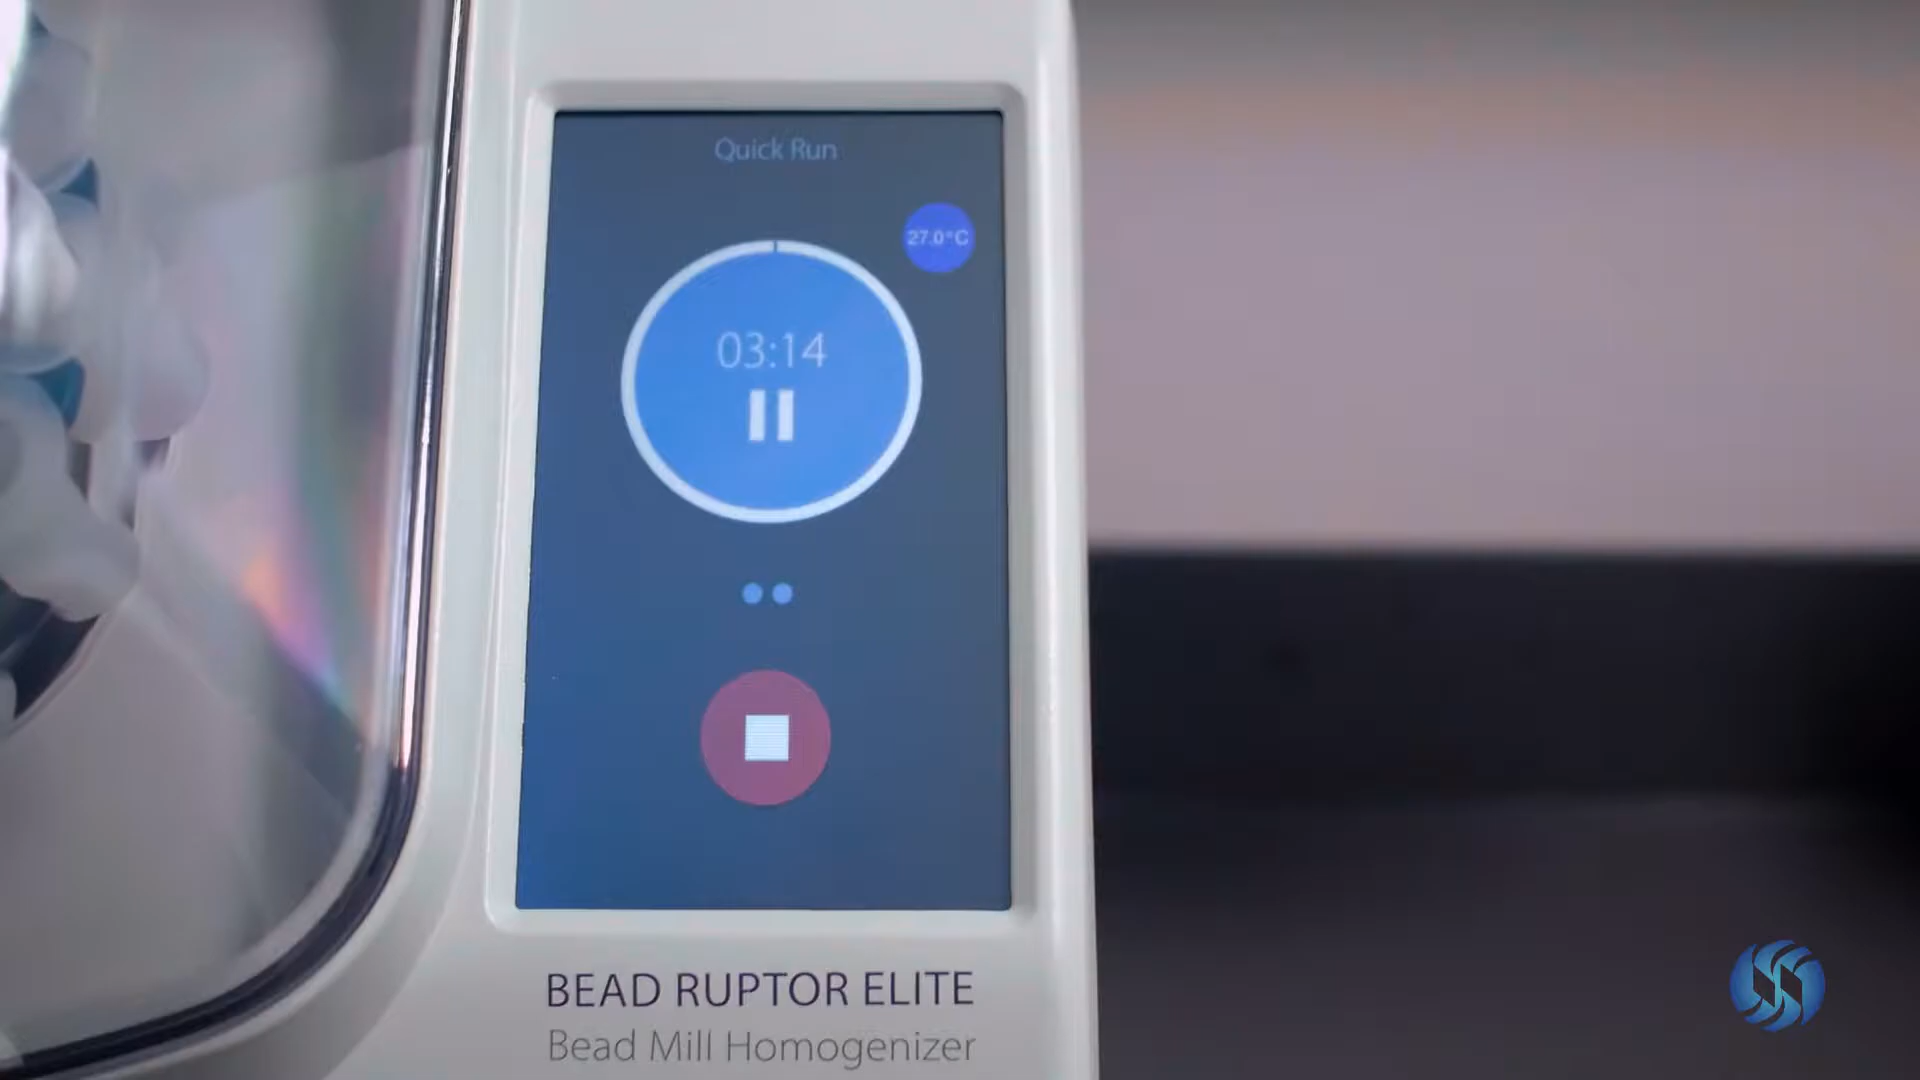 Quick Run
27.0°C
03:14
BEAD RUPTOR ELITE
Bead Mill Homogenizer